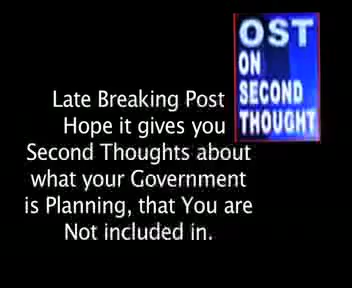 OST
ON
SECOND
THOUGHT
Late Breaking Post
Hope it gives you
Second Thoughts about
what your Government
is Planning, that You are
Not included in.